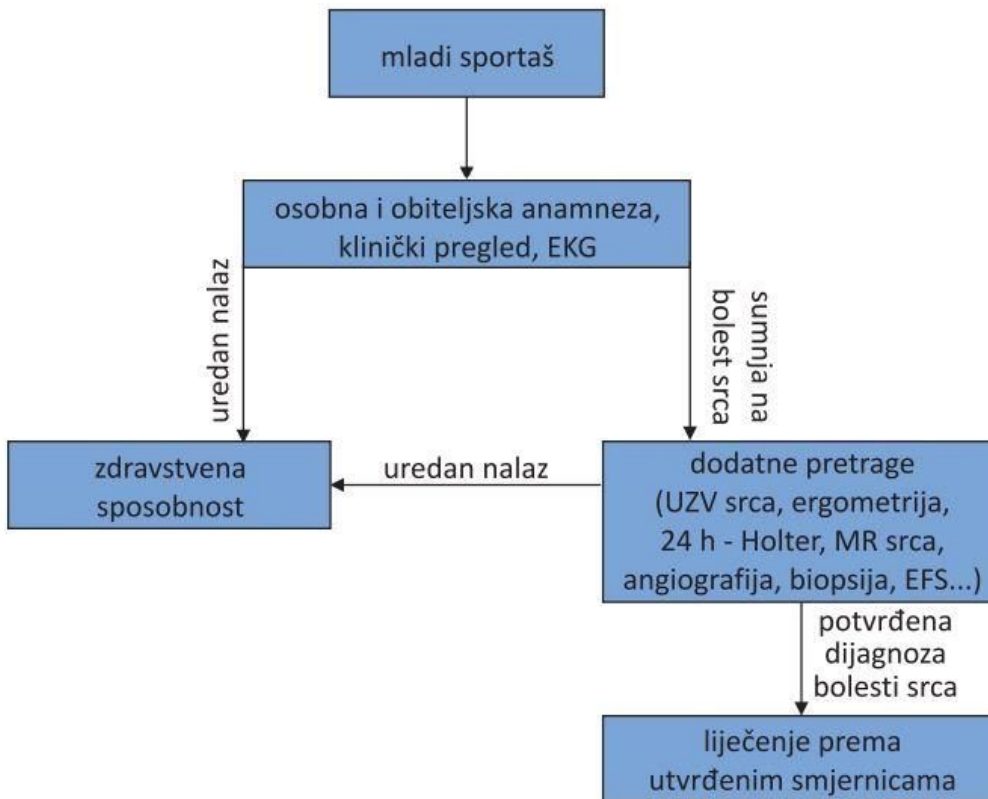 mladi sportaš
osobna i obiteljska anamneza,
klinički pregled, EKG
uredan nalaz
sumnja na
bolest srca
zdravstvena
sposobnost
uredan nalaz
dodatne pretrage
(UZV srca, ergometrija,
24 h - Holter, MR srca,
angiografija, biopsija, EFS...)
potvrđena
dijagnoza
bolesti srca
liječenje prema
utvrđenim smjernicama